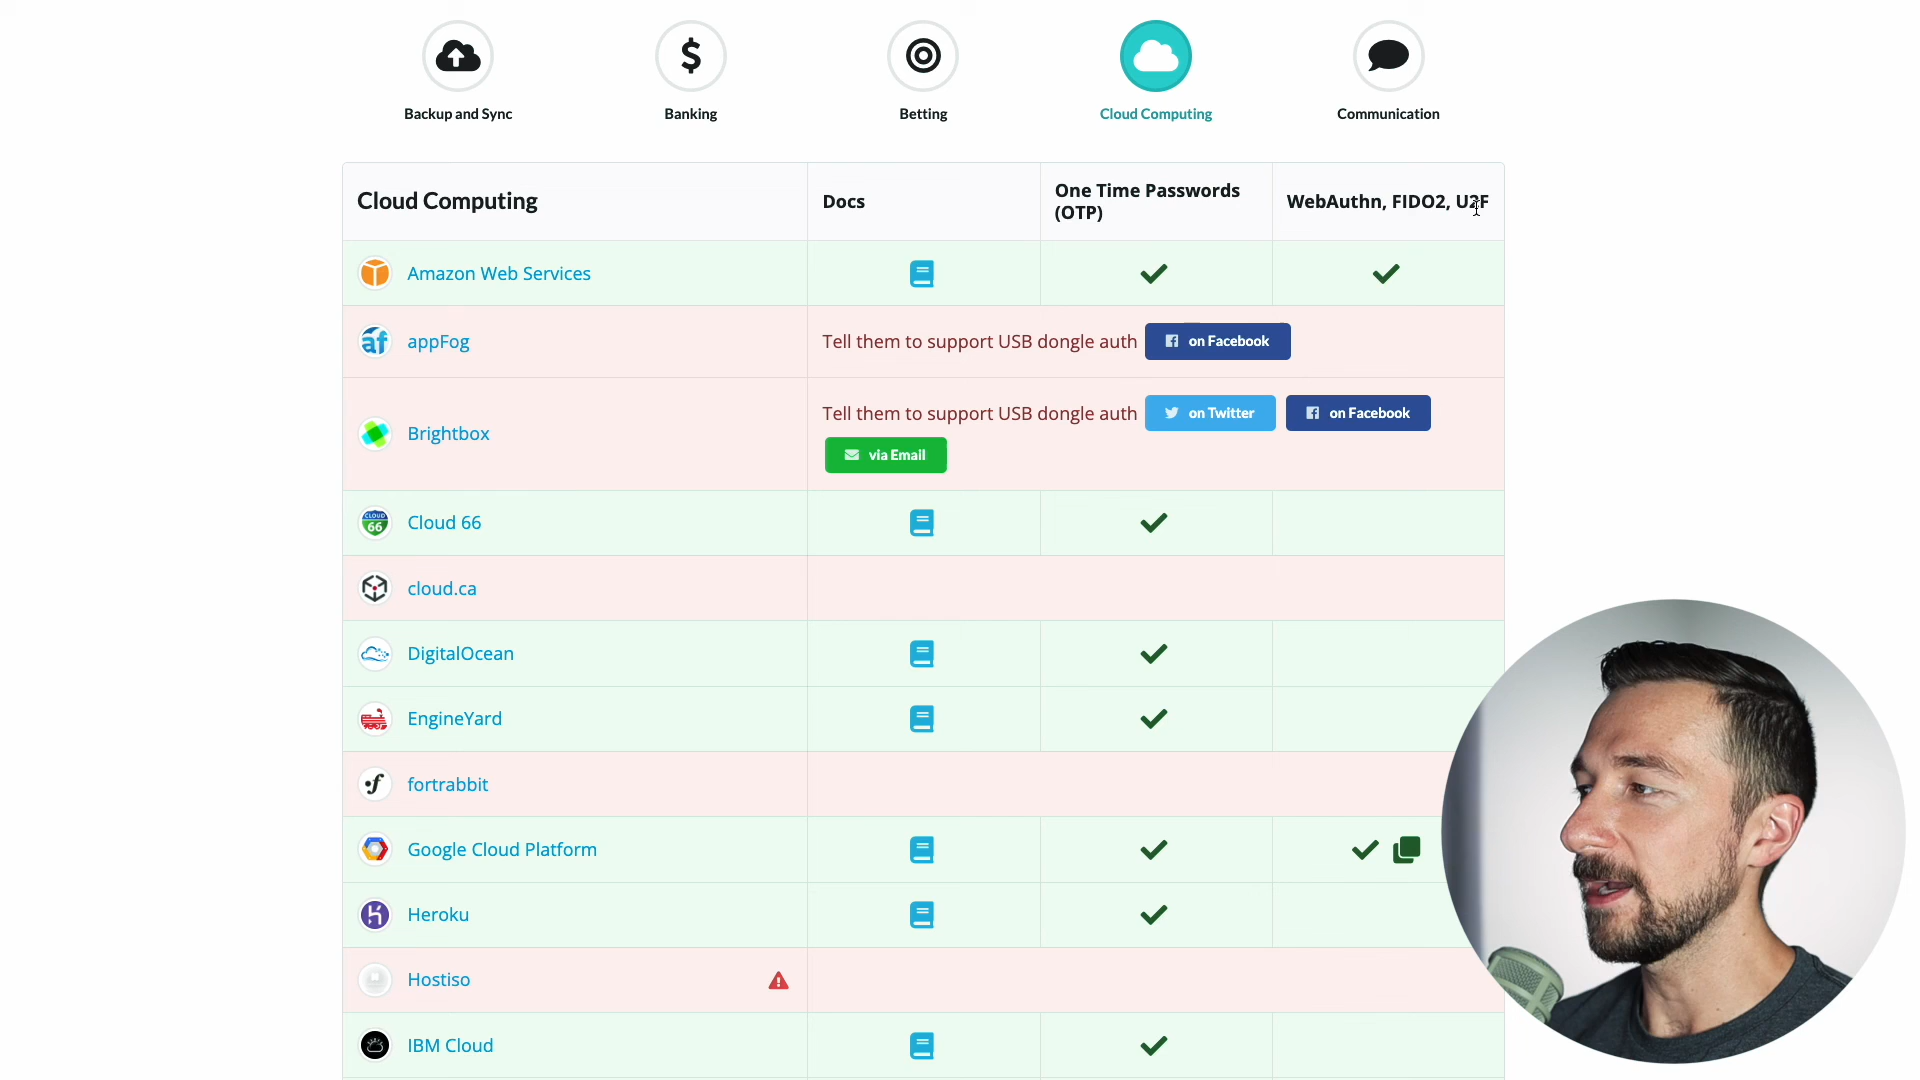 Backup and Sync
Banking
Betting
Cloud Computing
Communication
Cloud Computing
Docs
One Time Passwords
(OTP)
WebAuthn, FIDO2, U2F
Amazon Web Services
appFog
Tell them to support USB dongle auth
on Facebook
Brightbox
Tell them to support USB dongle auth
on Twitter
on Facebook
via Email
CLOUD
66
Cloud 66
cloud.ca
DigitalOcean
EngineYard
fortrabbit
Google Cloud Platform
Heroku
Hostiso
IBM Cloud